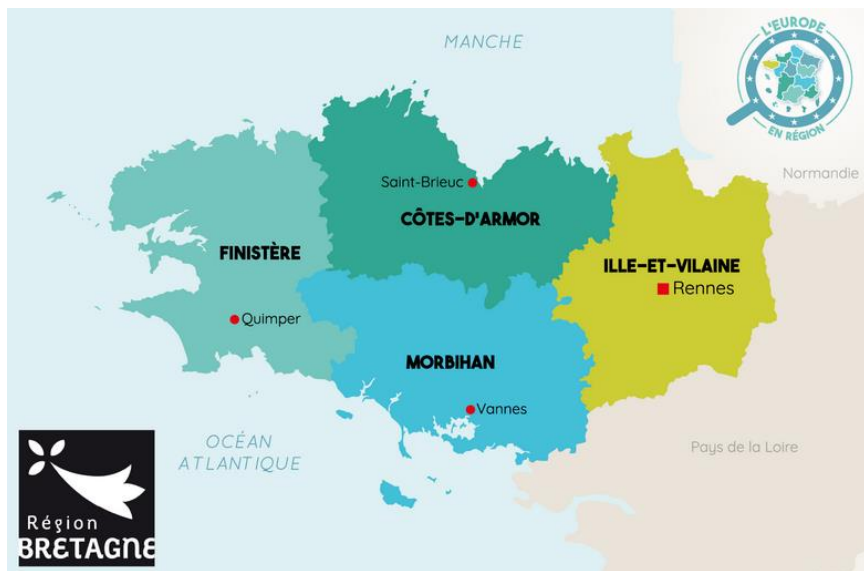 MANCHE
L'EUROPE
EN RÉGION
Normandie
Saint-Brieuc
CÔTES-D'ARMOR
FINISTÈRE
ILLE-ET-VILAINE
Rennes
Quimper
MORBIHAN
Vannes
OCÉAN
ATLANTIQUE
Pays de la Loire
Région
BRETAGNE